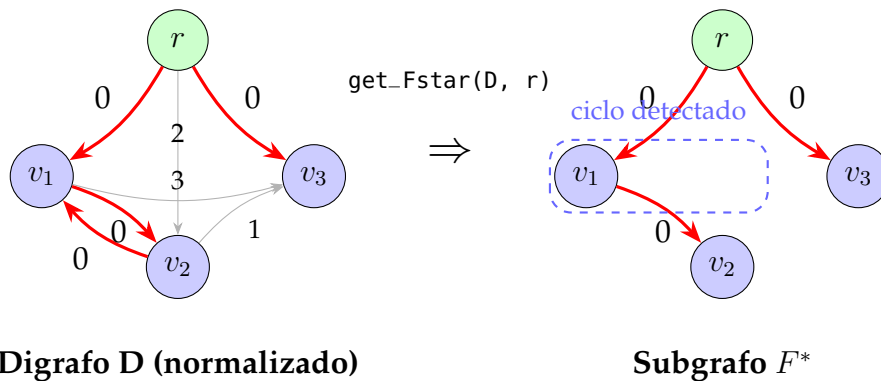 r
0
0
2
3
v₁
v₃
0
0
1
v₂
Digrafo D (normalizado)
get_Fstar(D, r)
⇒
r
0
0
ciclo detectado
v₁
v₃
0
v₂
Subgrafo F*